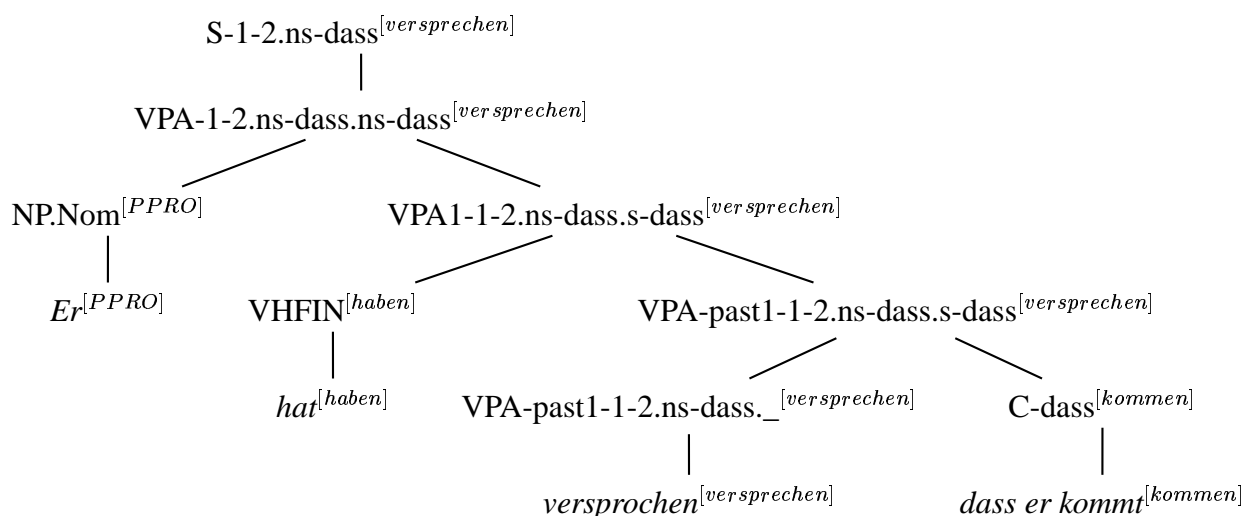 S-1-2.ns-dass[versprechen]
VPA-1-2.ns-dass.ns-dass[versprechen]
NP.Nom[PPRO] VPA1-1-2.ns-dass.s-dass[versprechen]
Er[PPRO] VHFIN[haben] VPA-past1-1-2.ns-dass.s-dass[versprechen]
hat[haben] VPA-past1-1-2.ns-dass._[versprechen] C-dass[kommen]
versprochen[versprechen] dass er kommt[kommen]